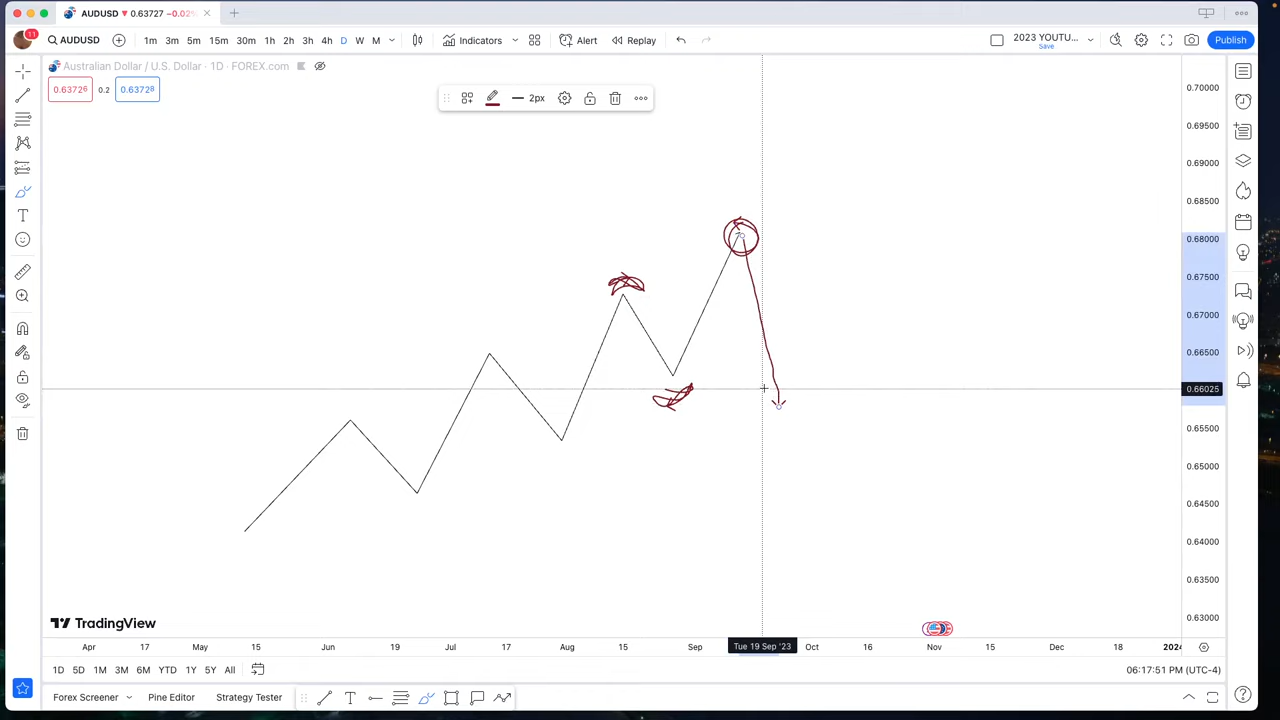 AUDUSD ▼ 0.63727 −0.02%
11 AUDUSD 1m 3m 5m 15m 30m 1h 2h 3h 4h D W M Indicators Alert Replay 2023 YOUTU... Save Publish
Australian Dollar / U.S. Dollar · 1D · FOREX.com
0.63726 0.2 0.63728
2px
0.70000
0.69500
0.69000
0.68500
0.68000
0.67500
0.67000
0.66500
0.66025
0.65500
0.65000
0.64500
0.64000
0.63500
0.63000
TradingView
Apr 17 May 15 Jun 19 Jul 17 Aug 15 Sep Tue 19 Sep '23 Oct 16 Nov 15 Dec 18 2024
1D 5D 1M 3M 6M YTD 1Y 5Y All 06:17:51 PM (UTC-4)
Forex Screener Pine Editor Strategy Tester